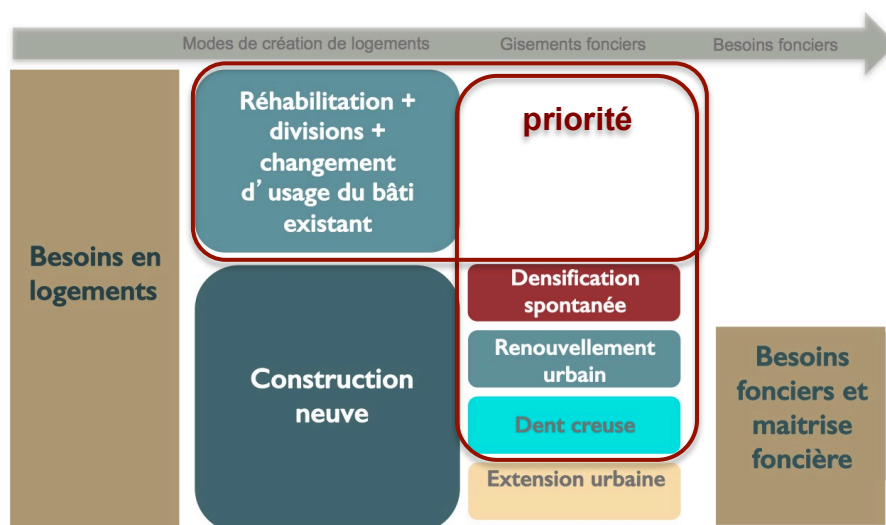 Modes de création de logements
Gisements fonciers
Besoins fonciers
Besoins en
logements
Réhabilitation +
divisions +
changement
d’ usage du bâti
existant
priorité
Construction
neuve
Densification
spontanée
Renouvellement
urbain
Dent creuse
Extension urbaine
Besoins
fonciers et
maitrise
foncière